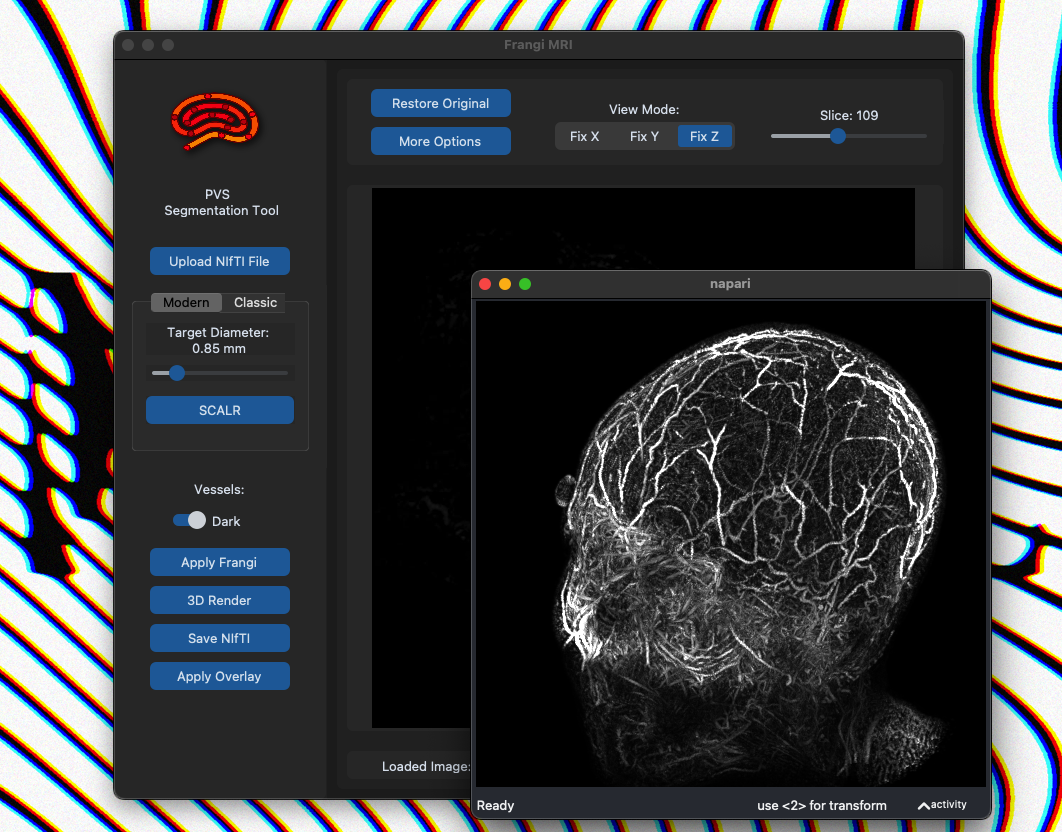 Frangi MRI
PVS
Segmentation Tool
Upload NIfTI File
Modern
Classic
Target Diameter:
0.85 mm
SCALR
Vessels:
Dark
Apply Frangi
3D Render
Save NIfTI
Apply Overlay
Restore Original
More Options
View Mode:
Fix X
Fix Y
Fix Z
Slice: 109
Loaded Image:
napari
Ready
use <2> for transform
activity